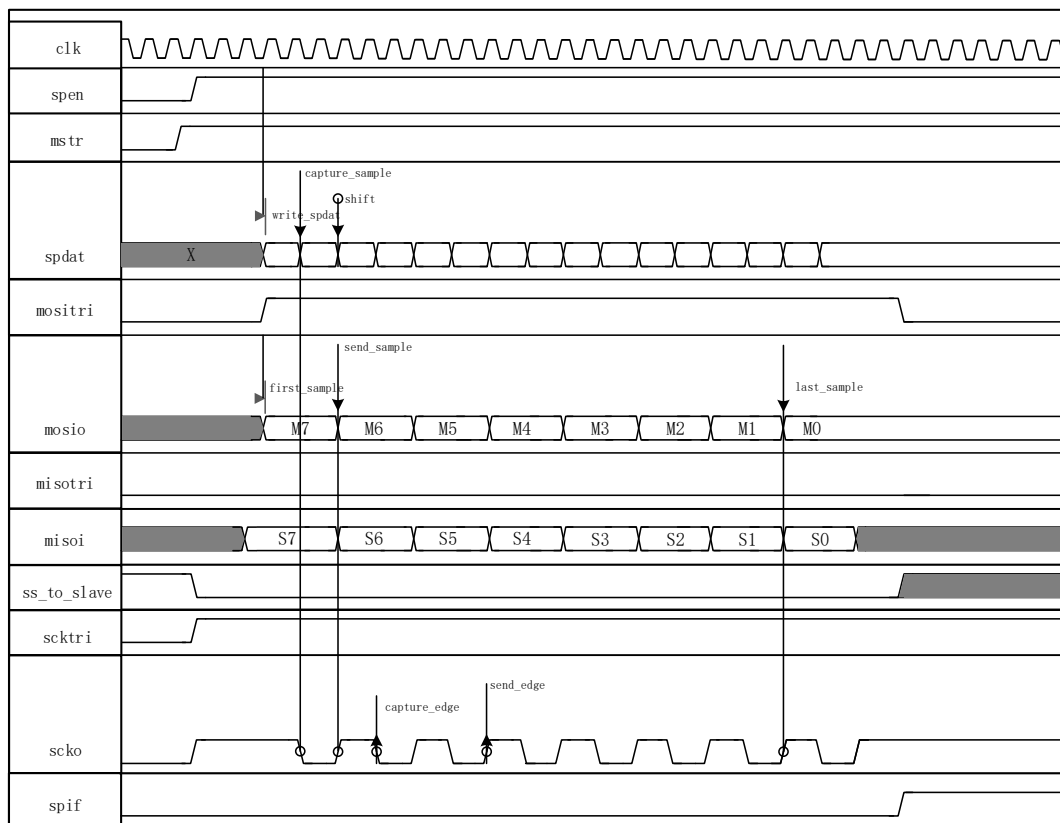 clk
spen
mstr
capture_sample
shift
write_spdat
spdat X
mositri
send_sample
first_sample last_sample
mosio M7 M6 M5 M4 M3 M2 M1 M0
misotri
misoi S7 S6 S5 S4 S3 S2 S1 S0
ss_to_slave
scktri
send_edge
capture_edge
scko
spif